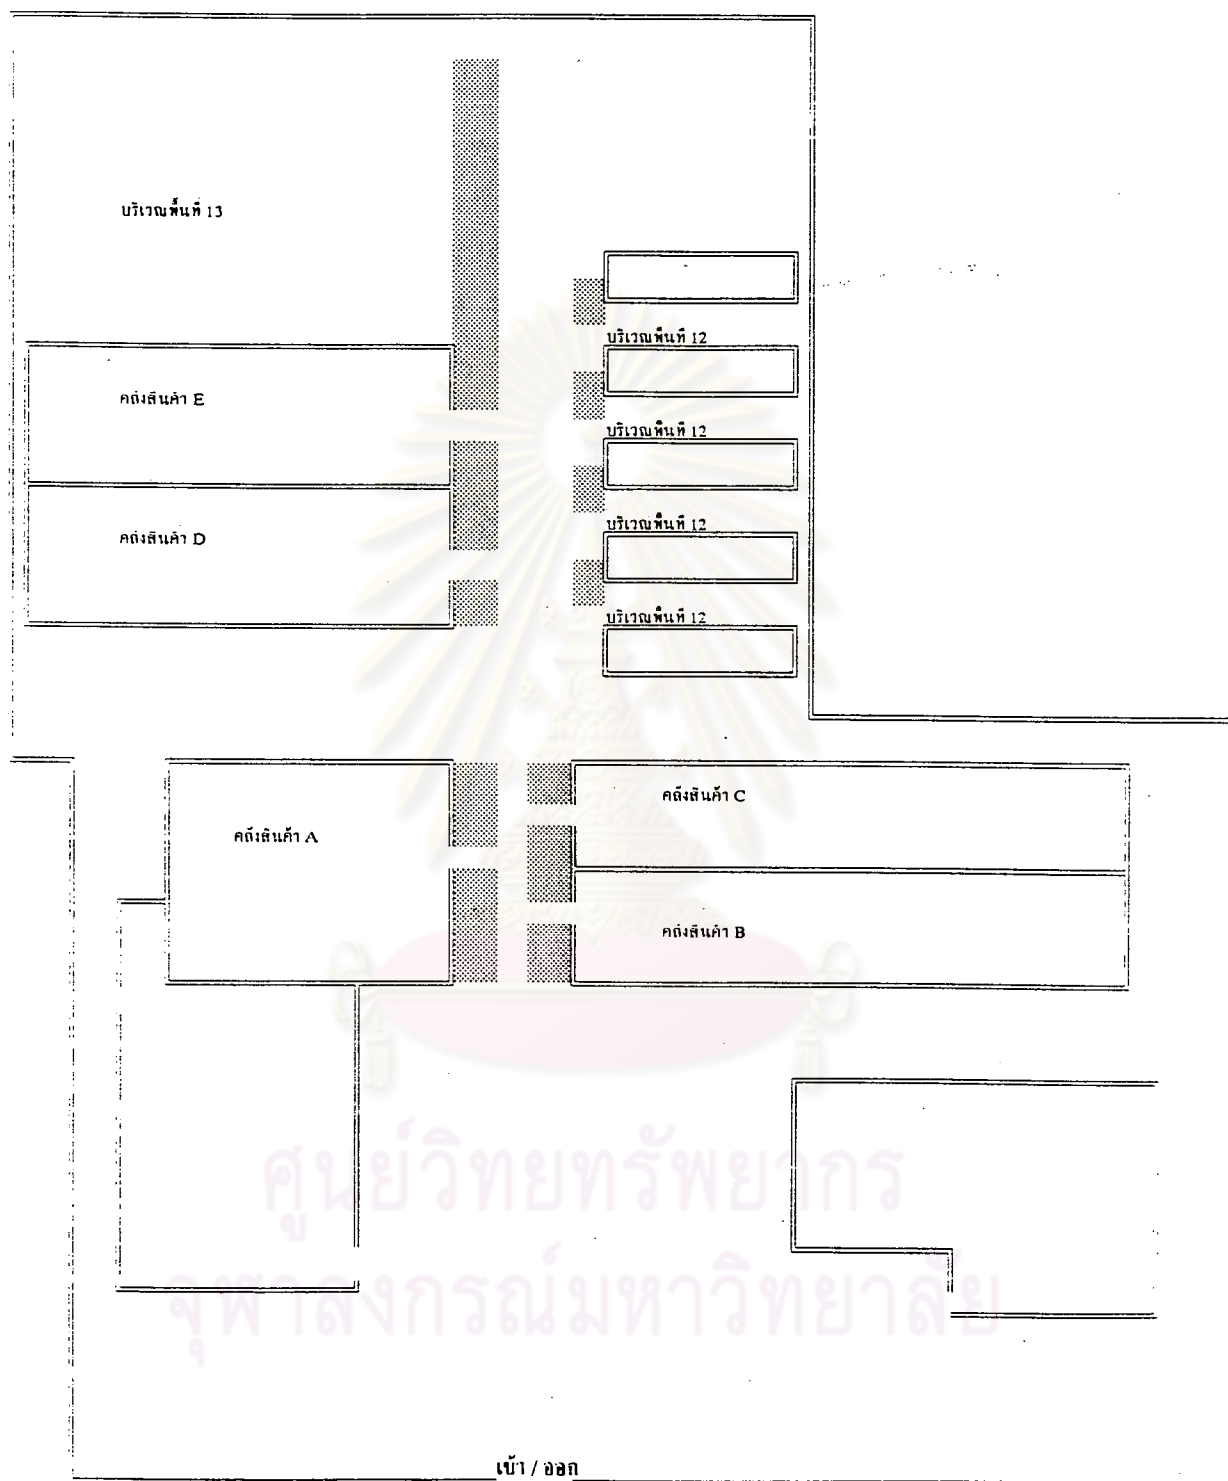 บริเวณพื้นที่ 13
บริเวณพื้นที่ 12
คลังสินค้า E
บริเวณพื้นที่ 12
บริเวณพื้นที่ 12
คลังสินค้า D
บริเวณพื้นที่ 12
คลังสินค้า C
คลังสินค้า A
คลังสินค้า B
ศูนย์วิทยทรัพยากร
จุฬาลงกรณ์มหาวิทยาลัย
เข้า / ออก